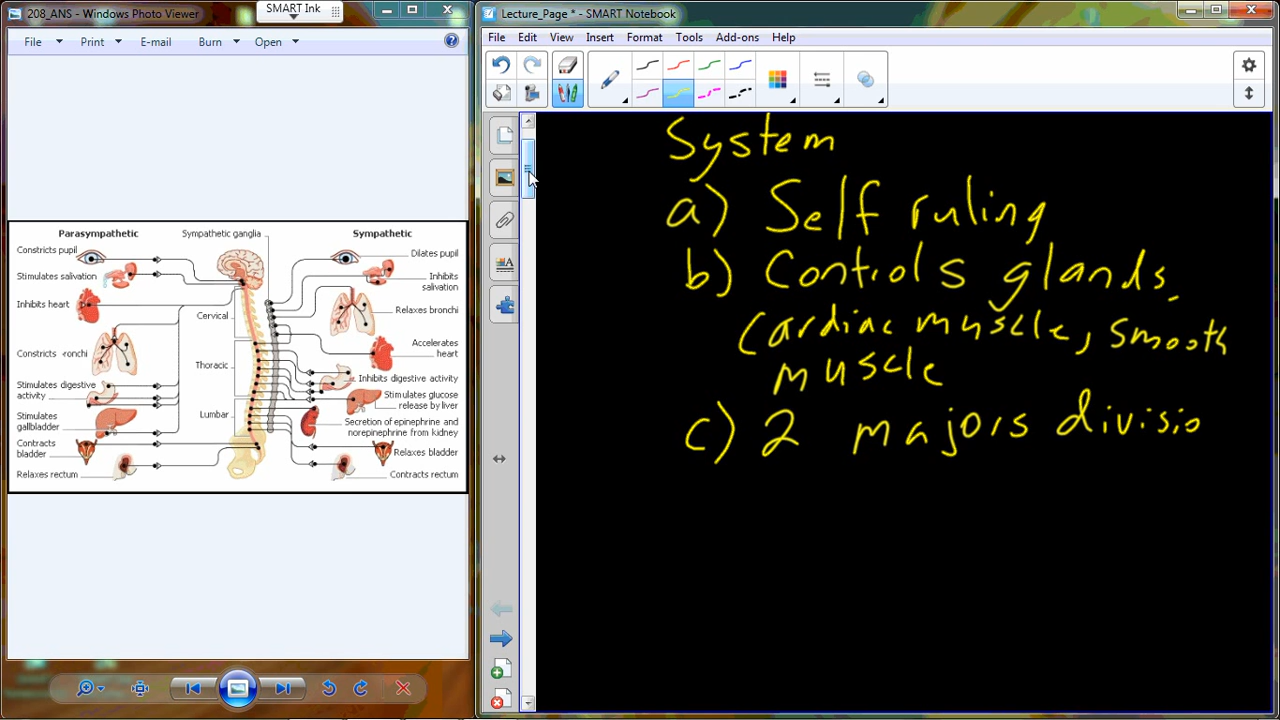 208_ANS - Windows Photo Viewer
SMART Ink
File Print E-mail Burn Open
Parasympathetic Sympathetic ganglia Sympathetic
Constricts pupil
Stimulates salivation
Inhibits heart
Constricts ronchi
Stimulates digestive
activity
Stimulates
gallbladder
Contracts
bladder
Relaxes rectum
Cervical
Thoracic
Lumbar
Dilates pupil
Inhibits
salivation
Relaxes bronchi
Accelerates
heart
Inhibits digestive activity
Stimulates glucose
release by liver
Secretion of epinephrine and
norepinephrine from kidney
Relaxes bladder
Contracts rectum
Lecture_Page * - SMART Notebook
File Edit View Insert Format Tools Add-ons Help
System
a) Self ruling
b) Controls glands,
cardiac muscle, smooth
muscle
c) 2 majors divisio